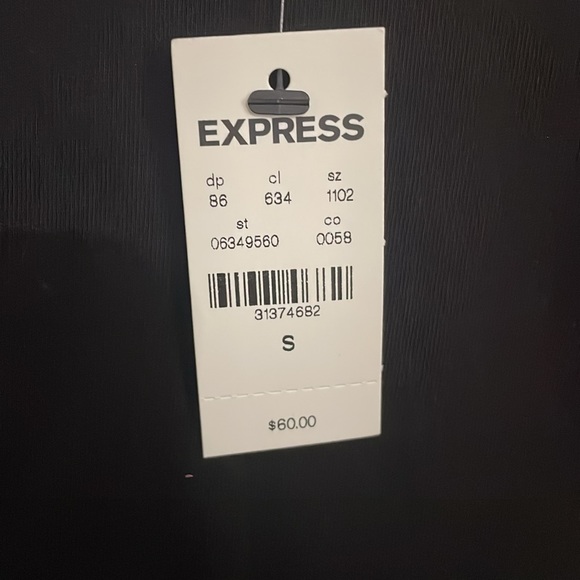 EXPRESS
dp cl sz
86 634 1102
st co
06349560 0058
31374682
S
$60.00